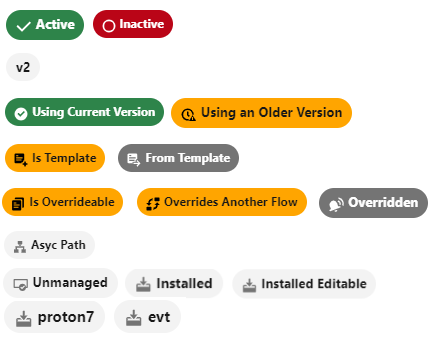 Active Inactive
v2
Using Current Version Using an Older Version
Is Template From Template
Is Overrideable Overrides Another Flow Overridden
Asyc Path
Unmanaged Installed Installed Editable
proton7 evt